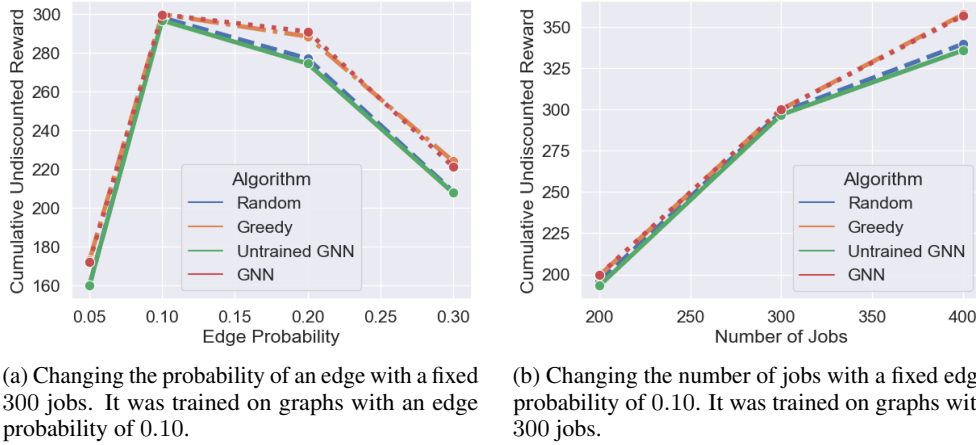 Cumulative Undiscounted Reward
300
280
260
240
220
200
180
160
Algorithm
Random
Greedy
Untrained GNN
GNN
0.05 0.10 0.15 0.20 0.25 0.30
Edge Probability
(a) Changing the probability of an edge with a fixed
300 jobs. It was trained on graphs with an edge
probability of 0.10.
Cumulative Undiscounted Reward
350
325
300
275
250
225
200
Algorithm
Random
Greedy
Untrained GNN
GNN
200 250 300 350 400
Number of Jobs
(b) Changing the number of jobs with a fixed edg
probability of 0.10. It was trained on graphs wit
300 jobs.